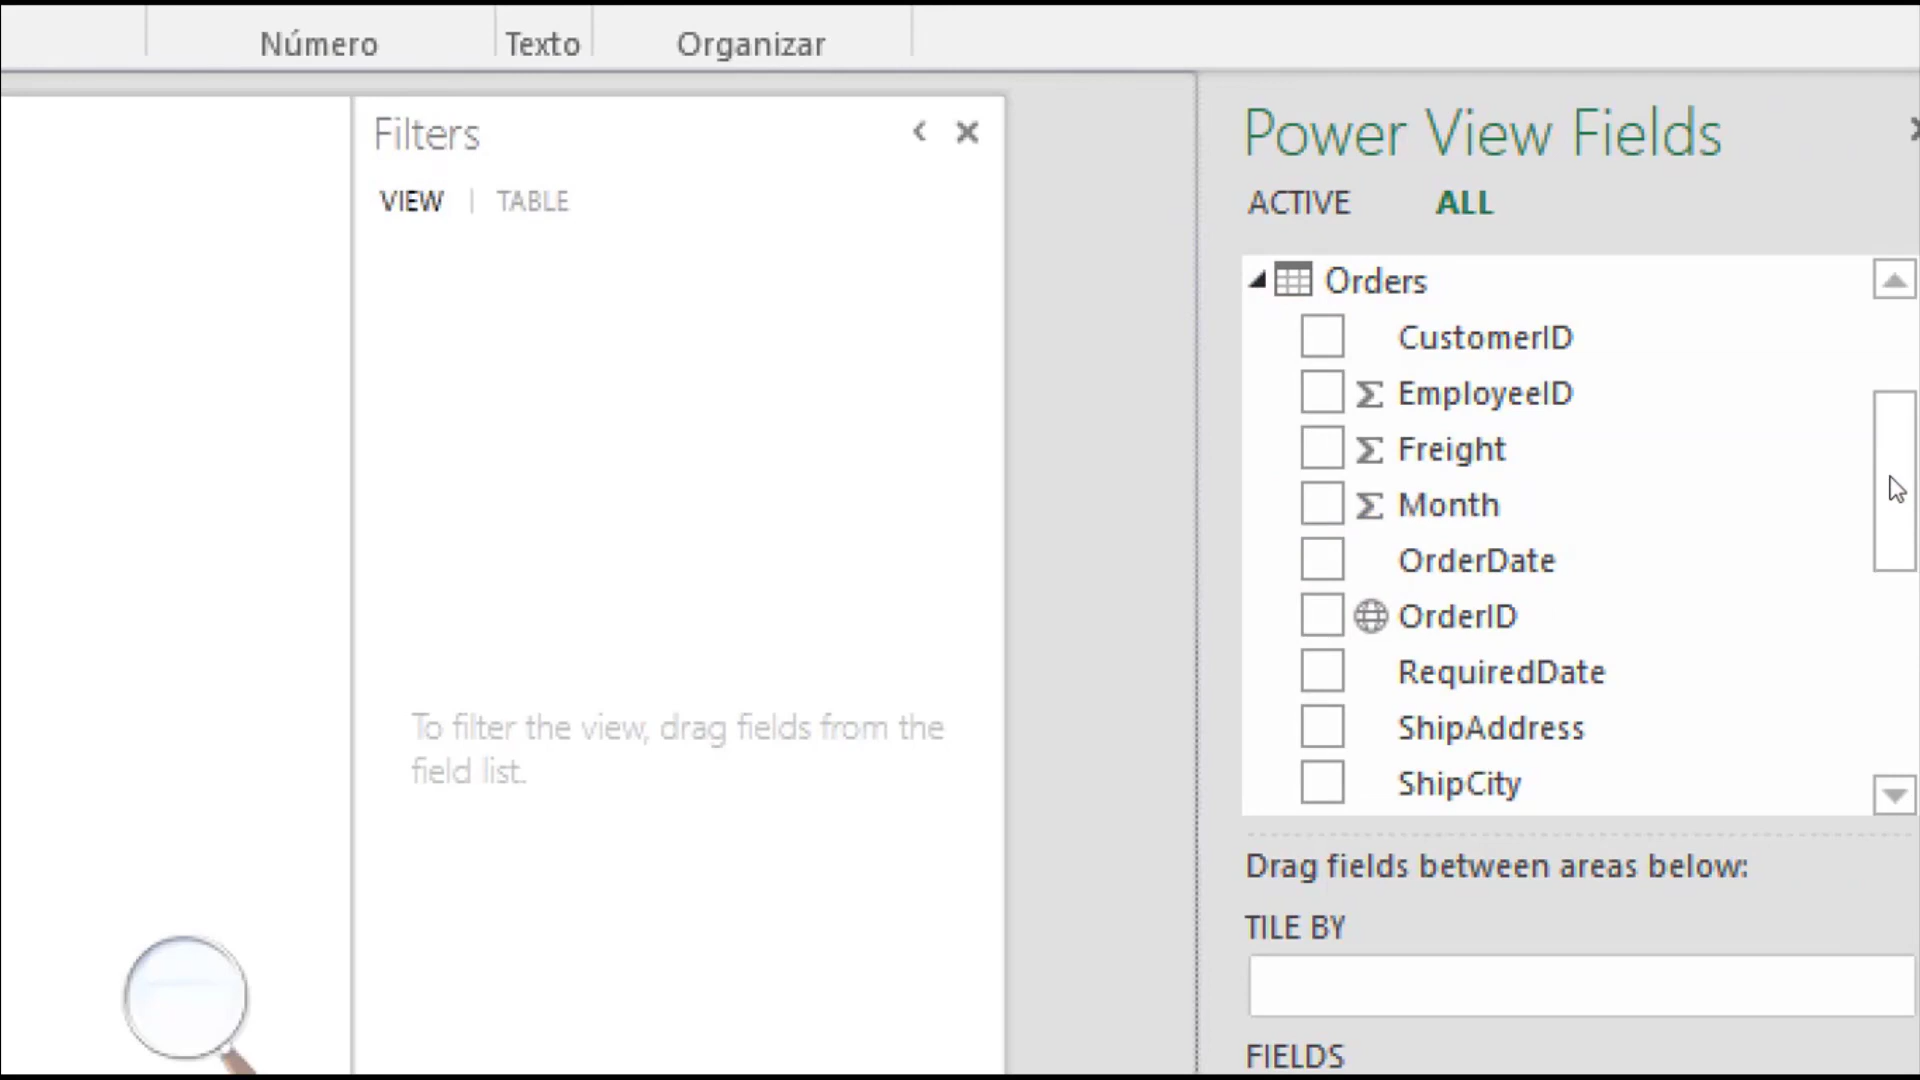 Número
Texto
Organizar
Filters
VIEW | TABLE
To filter the view, drag fields from the
field list.
Power View Fields
ACTIVE ALL
Orders
CustomerID
Σ EmployeeID
Σ Freight
Σ Month
OrderDate
OrderID
RequiredDate
ShipAddress
ShipCity
Drag fields between areas below:
TILE BY
FIELDS